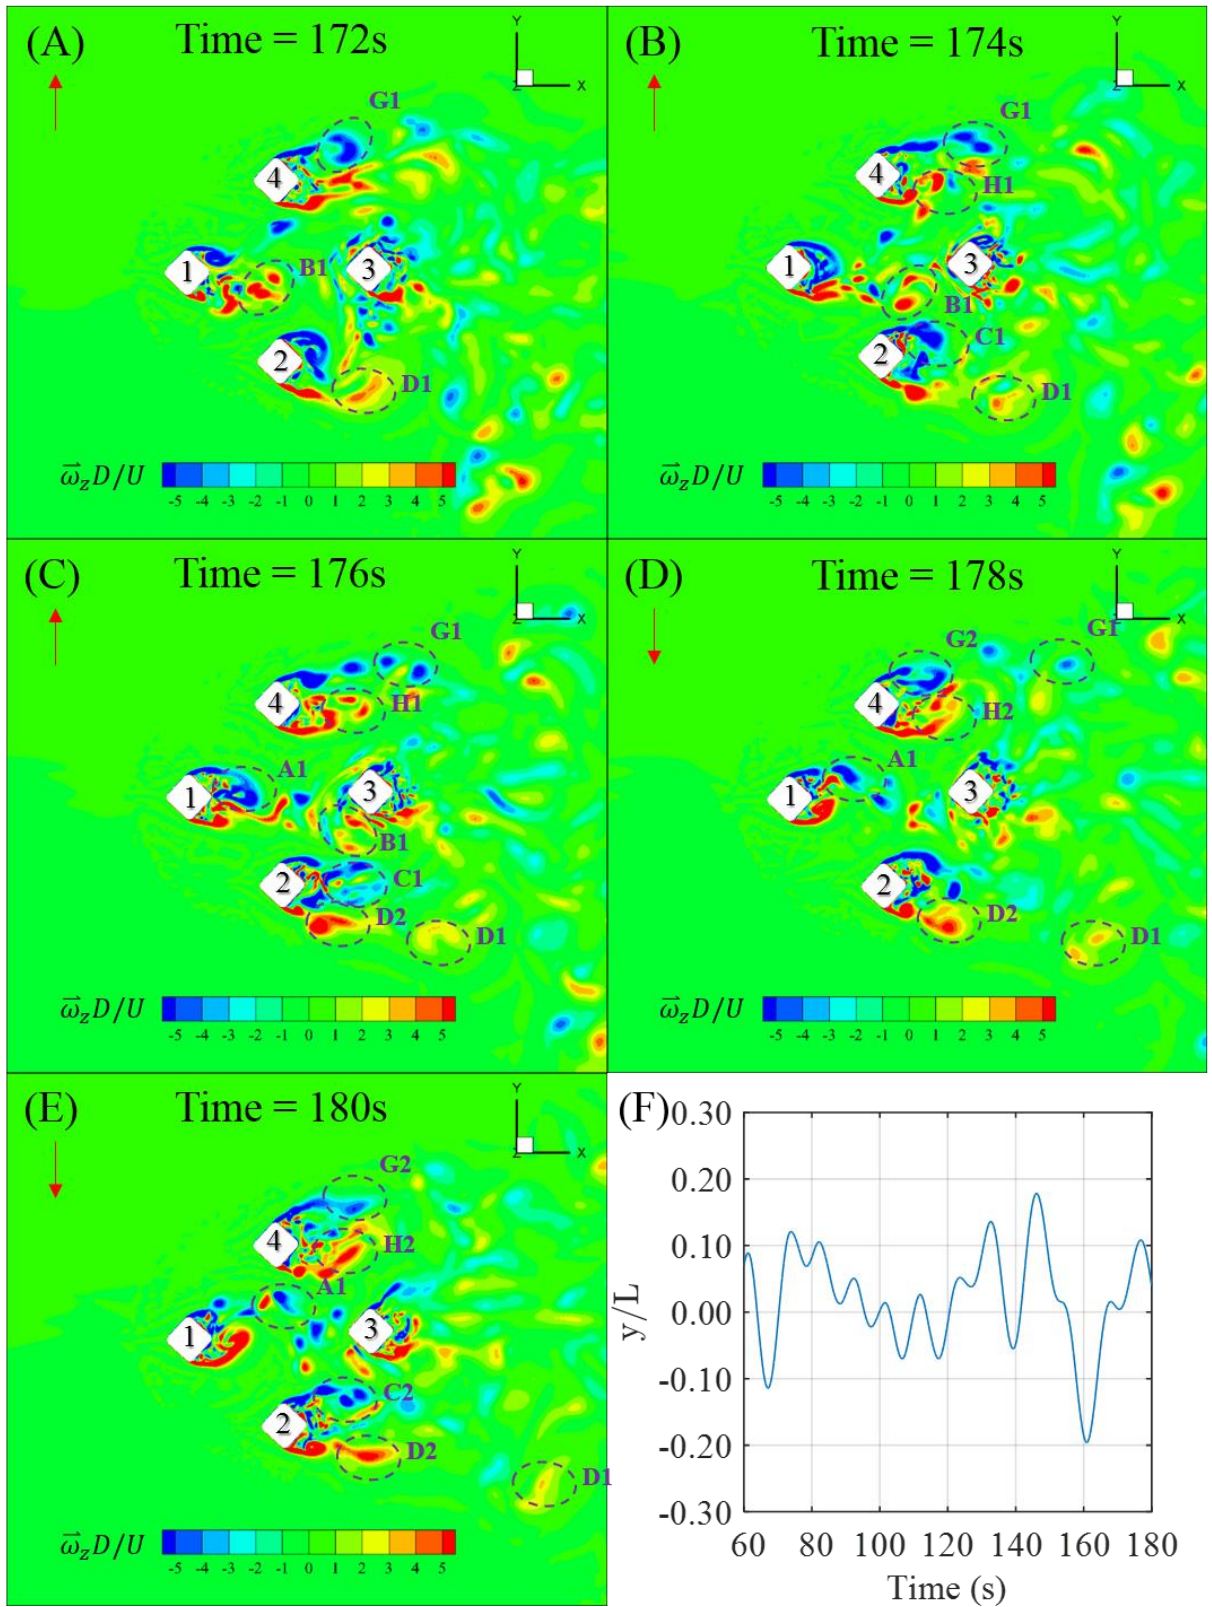 (A) Time = 172s
Y
X
Z
G1
4
1
B1
3
2
D1
ω⃗zD/U
-5 -4 -3 -2 -1 0 1 2 3 4 5
(B) Time = 174s
Y
X
Z
G1
4
H1
1
3
B1
C1
2
D1
ω⃗zD/U
-5 -4 -3 -2 -1 0 1 2 3 4 5
(C) Time = 176s
Y
X
Z
G1
4
H1
A1
1
3
B1
2
C1
D2
D1
ω⃗zD/U
-5 -4 -3 -2 -1 0 1 2 3 4 5
(D) Time = 178s
Y
X
Z
G2
G1
4
H2
A1
1
3
2
D2
D1
ω⃗zD/U
-5 -4 -3 -2 -1 0 1 2 3 4 5
(E) Time = 180s
Y
X
Z
G2
4
H2
A1
1
3
C2
2
D2
D1
ω⃗zD/U
-5 -4 -3 -2 -1 0 1 2 3 4 5
(F)
0.30
0.20
0.10
0.00
-0.10
-0.20
-0.30
y/L
60 80 100 120 140 160 180
Time (s)